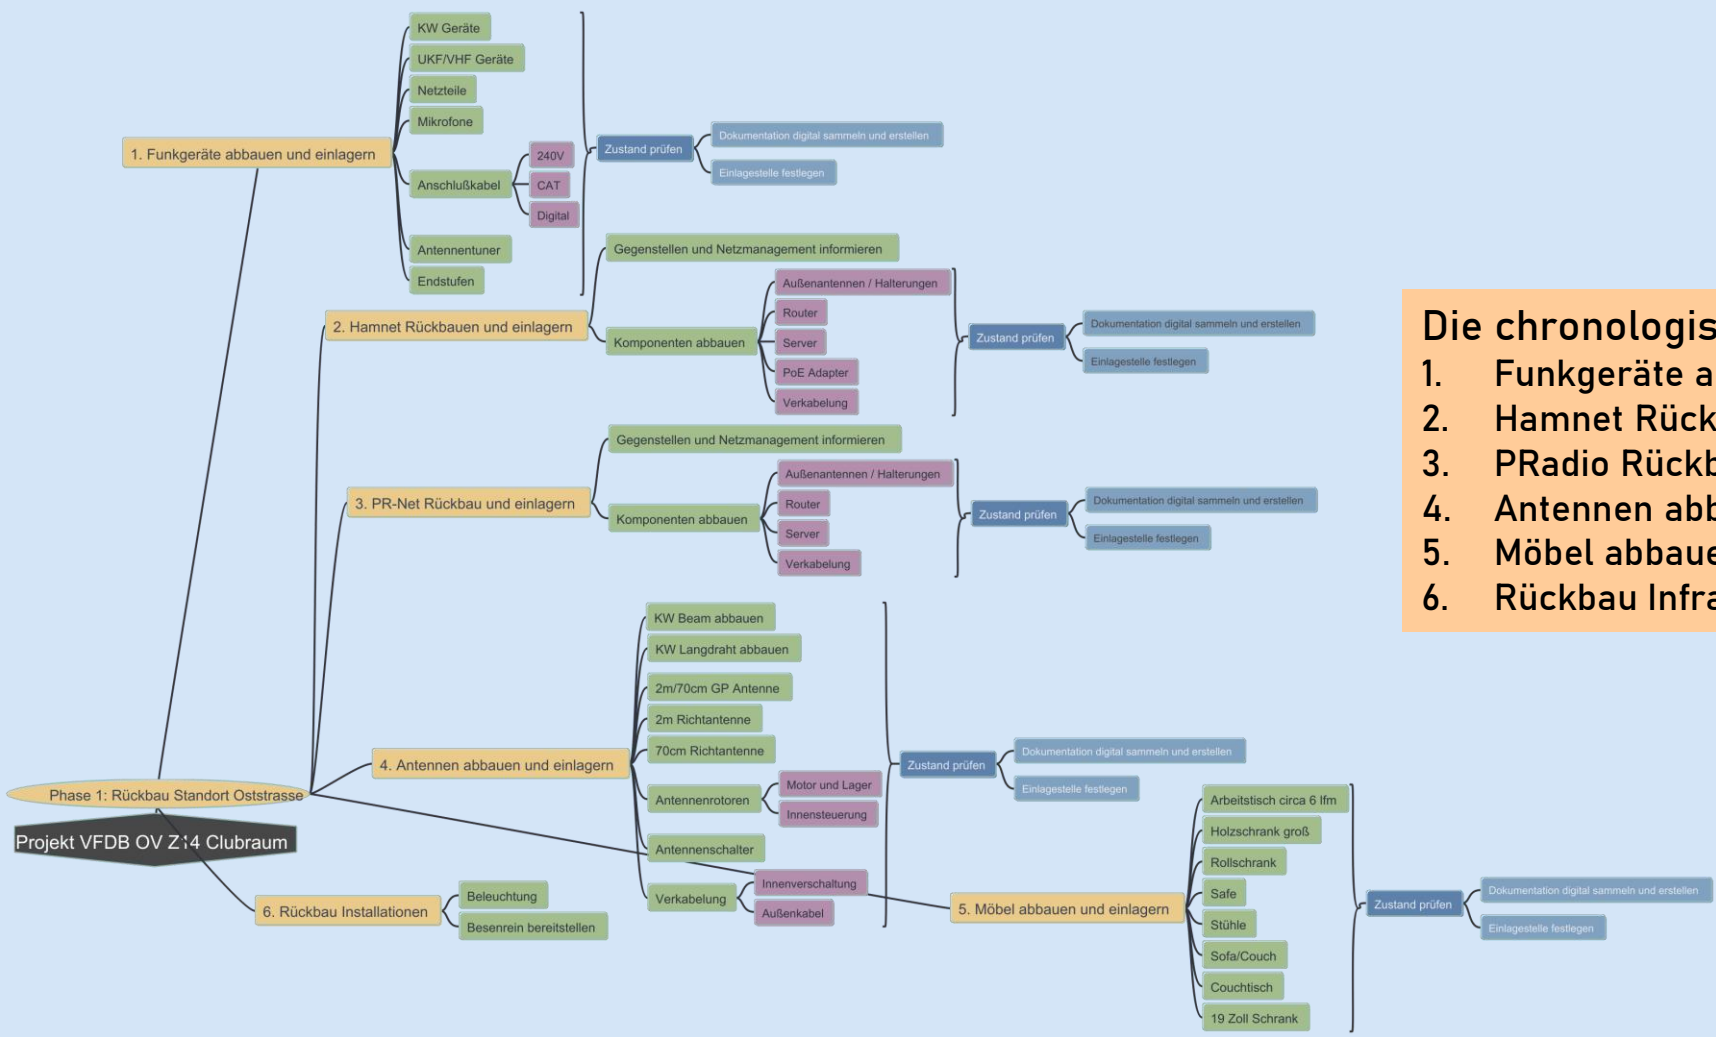 KW Geräte
UKF/VHF Geräte
Netzteile
Mikrofone
1. Funkgeräte abbauen und einlagern
Anschlußkabel
240V
CAT
Digital
Antennentuner
Endstufen
Zustand prüfen
Dokumentation digital sammeln und erstellen
Einlagestelle festlegen
2. Hamnet Rückbauen und einlagern
Gegenstellen und Netzmanagement informieren
Komponenten abbauen
Außenantennen / Halterungen
Router
Server
PoE Adapter
Verkabelung
Zustand prüfen
Dokumentation digital sammeln und erstellen
Einlagestelle festlegen
3. PR-Net Rückbau und einlagern
Gegenstellen und Netzmanagement informieren
Komponenten abbauen
Außenantennen / Halterungen
Router
Server
Verkabelung
Zustand prüfen
Dokumentation digital sammeln und erstellen
Einlagestelle festlegen
4. Antennen abbauen und einlagern
KW Beam abbauen
KW Langdraht abbauen
2m/70cm GP Antenne
2m Richtantenne
70cm Richtantenne
Antennenrotoren
Motor und Lager
Innensteuerung
Antennenschalter
Verkabelung
Innenverschaltung
Außenkabel
Zustand prüfen
Dokumentation digital sammeln und erstellen
Einlagestelle festlegen
Phase 1: Rückbau Standort Oststrasse
Projekt VFDB OV Z14 Clubraum
6. Rückbau Installationen
Beleuchtung
Besenrein bereitstellen
5. Möbel abbauen und einlagern
Arbeitstisch circa 6 lfm
Holzschrank groß
Rollschrank
Safe
Stühle
Sofa/Couch
Couchtisch
19 Zoll Schrank
Zustand prüfen
Dokumentation digital sammeln und erstellen
Einlagestelle festlegen
Die chronologis
1. Funkgeräte a
2. Hamnet Rück
3. PRadio Rückb
4. Antennen abb
5. Möbel abbaue
6. Rückbau Infra